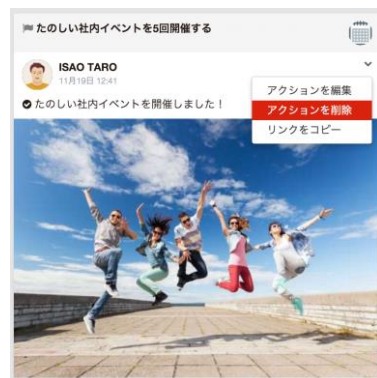 たのしい社内イベントを5回開催する
ISAO TARO
11月19日 12:41
たのしい社内イベントを開催しました！
アクションを編集
アクションを削除
リンクをコピー